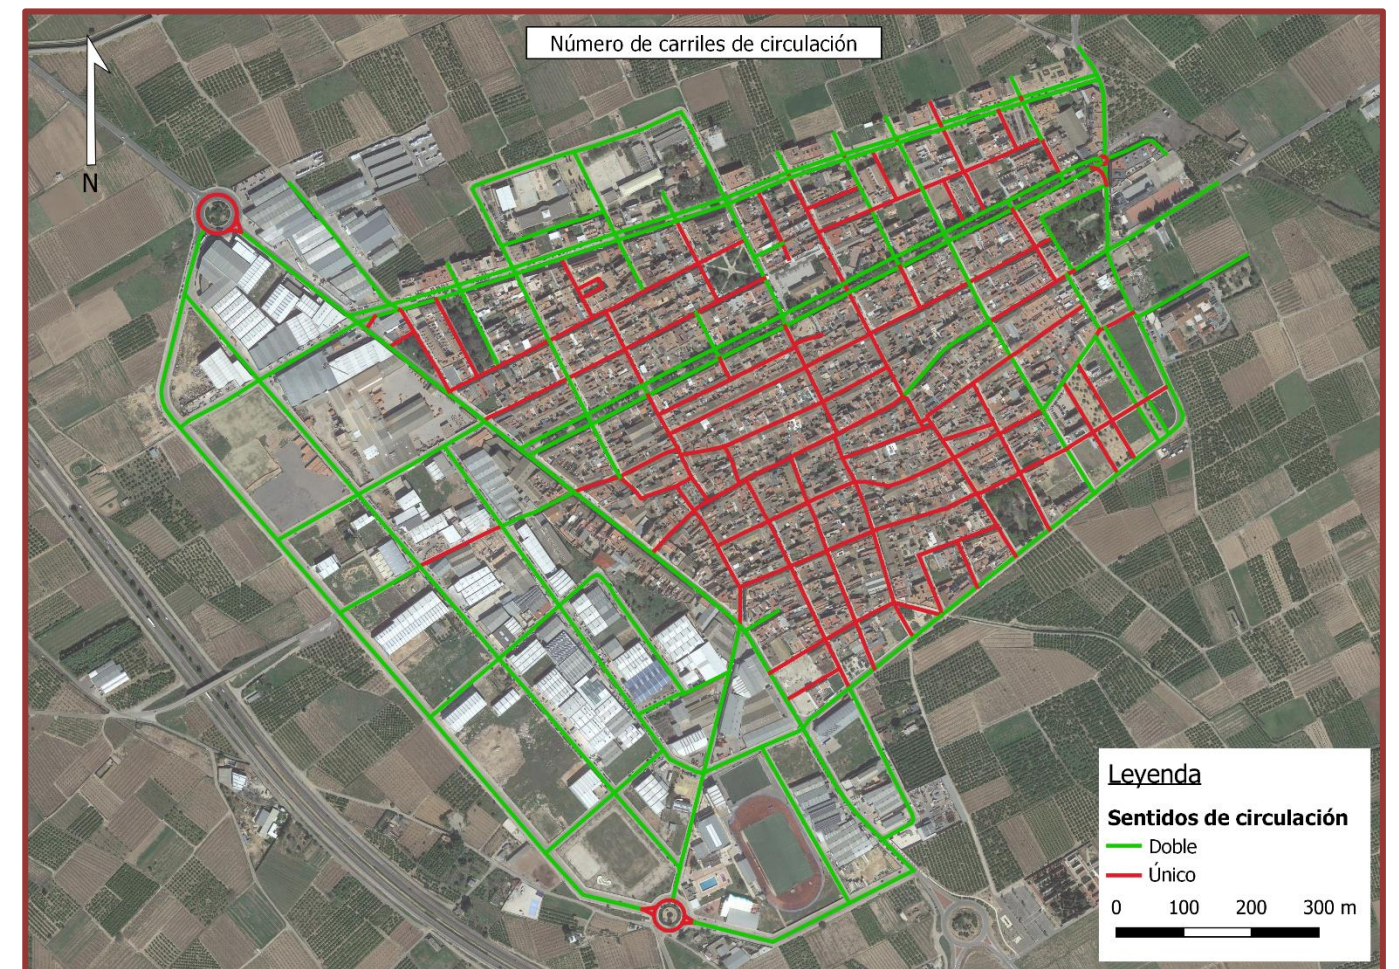 Número de carriles de circulación
N
Leyenda
Sentidos de circulación
Doble
Único
0 100 200 300 m